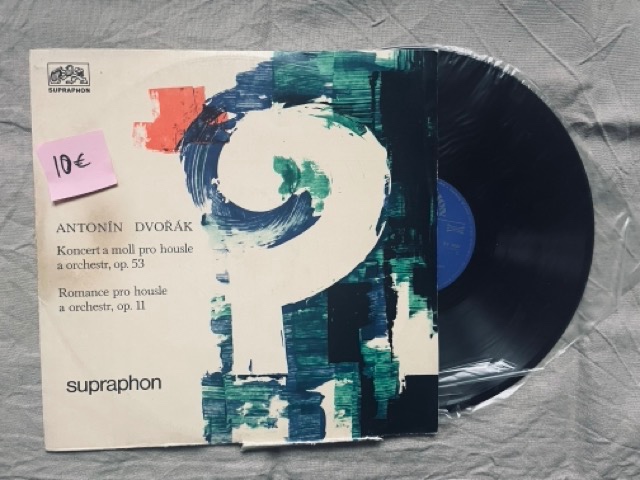 SUPRAPHON
10€
ANTONÍN DVOŘÁK
Koncert a moll pro housle
a orchestr, op. 53
Romance pro housle
a orchestr, op. 11
supraphon